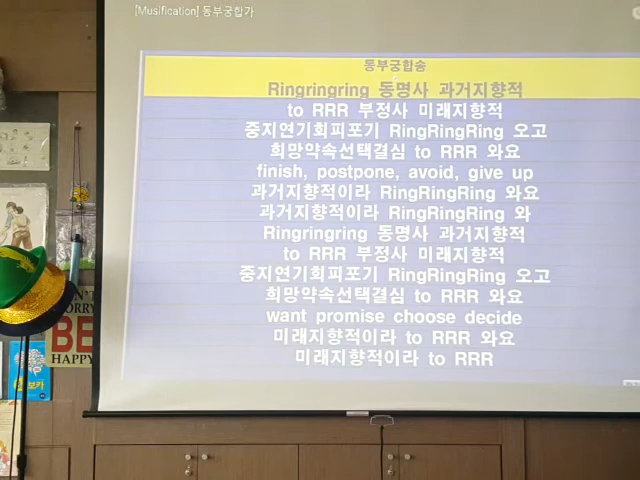 [Musification] 동부궁합가
통부궁합송
Ringringring 동명사 과거지향적
to RRR 부정사 미래지향적
중지연기회피포기 RingRingRing 오고
희망약속선택결심 to RRR 와요
finish, postpone, avoid, give up
과거지향적이라 RingRingRing 와요
과거지향적이라 RingRingRing 와
Ringringring 동명사 과거지향적
to RRR 부정사 미래지향적
중지연기회피포기 RingRingRing 오고
희망약속선택결심 to RRR 와요
want promise choose decide
미래지향적이라 to RRR 와요
미래지향적이라 to RRR
BE
HAPPY
보카